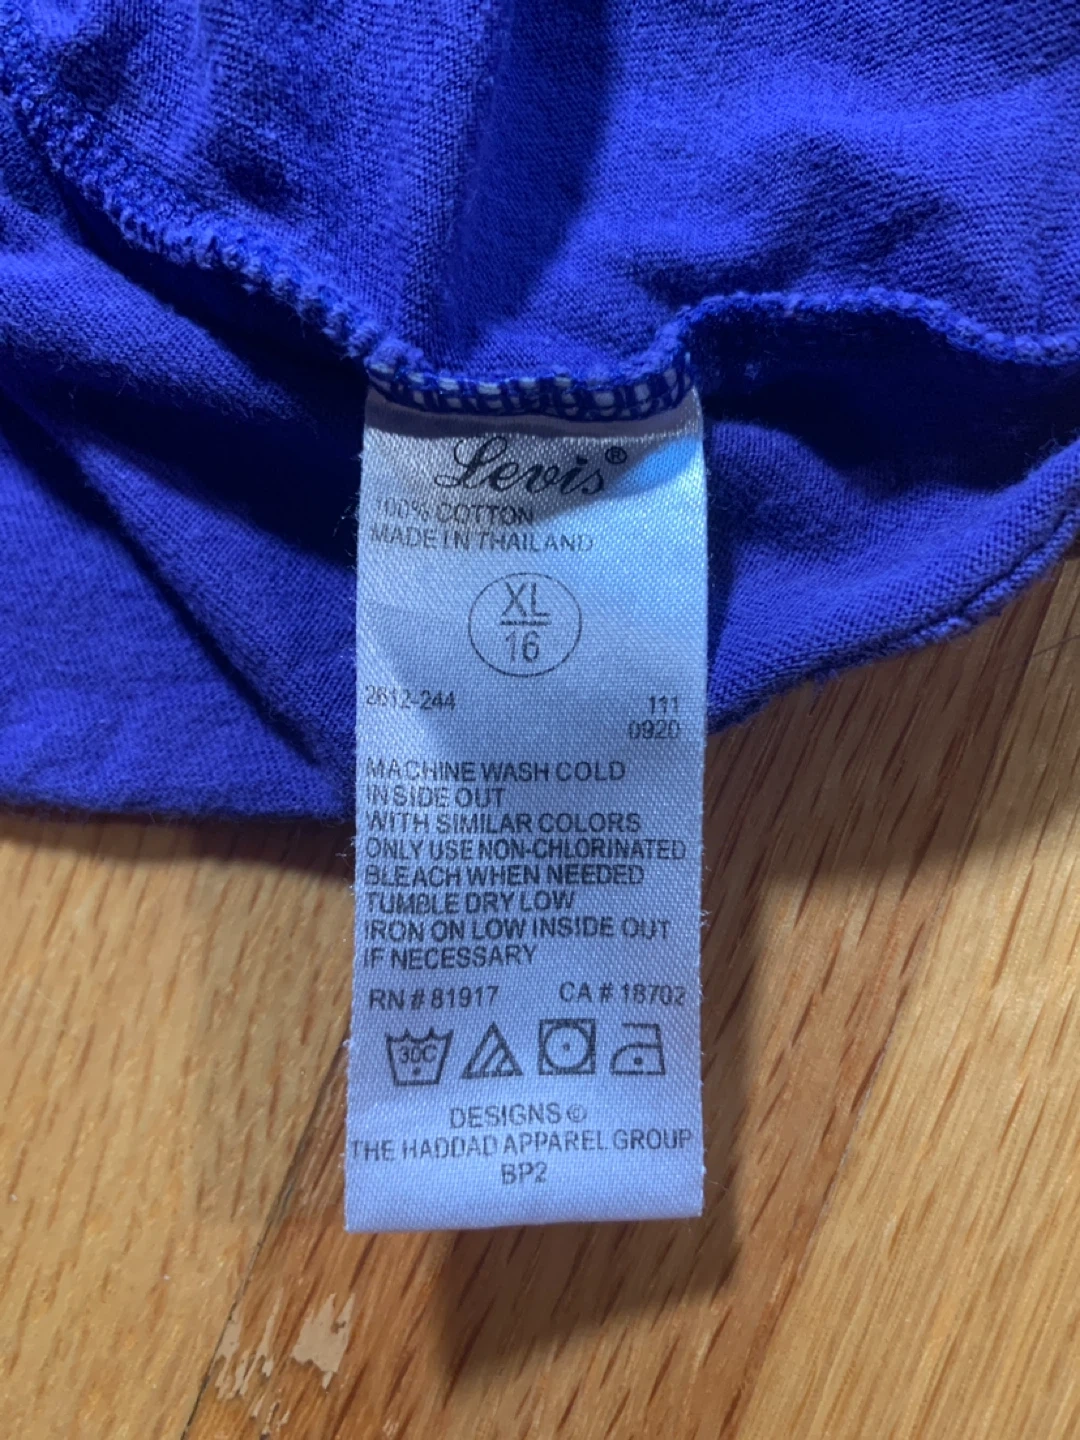 Levis®
100% COTTON
MADE IN THAILAND
XL
16
2612-244 111
0920
MACHINE WASH COLD
INSIDE OUT
WITH SIMILAR COLORS
ONLY USE NON-CHLORINATED
BLEACH WHEN NEEDED
TUMBLE DRY LOW
IRON ON LOW INSIDE OUT
IF NECESSARY
RN # 81917 CA # 18702
30C
DESIGNS ©
THE HADDAD APPAREL GROUP
BP2